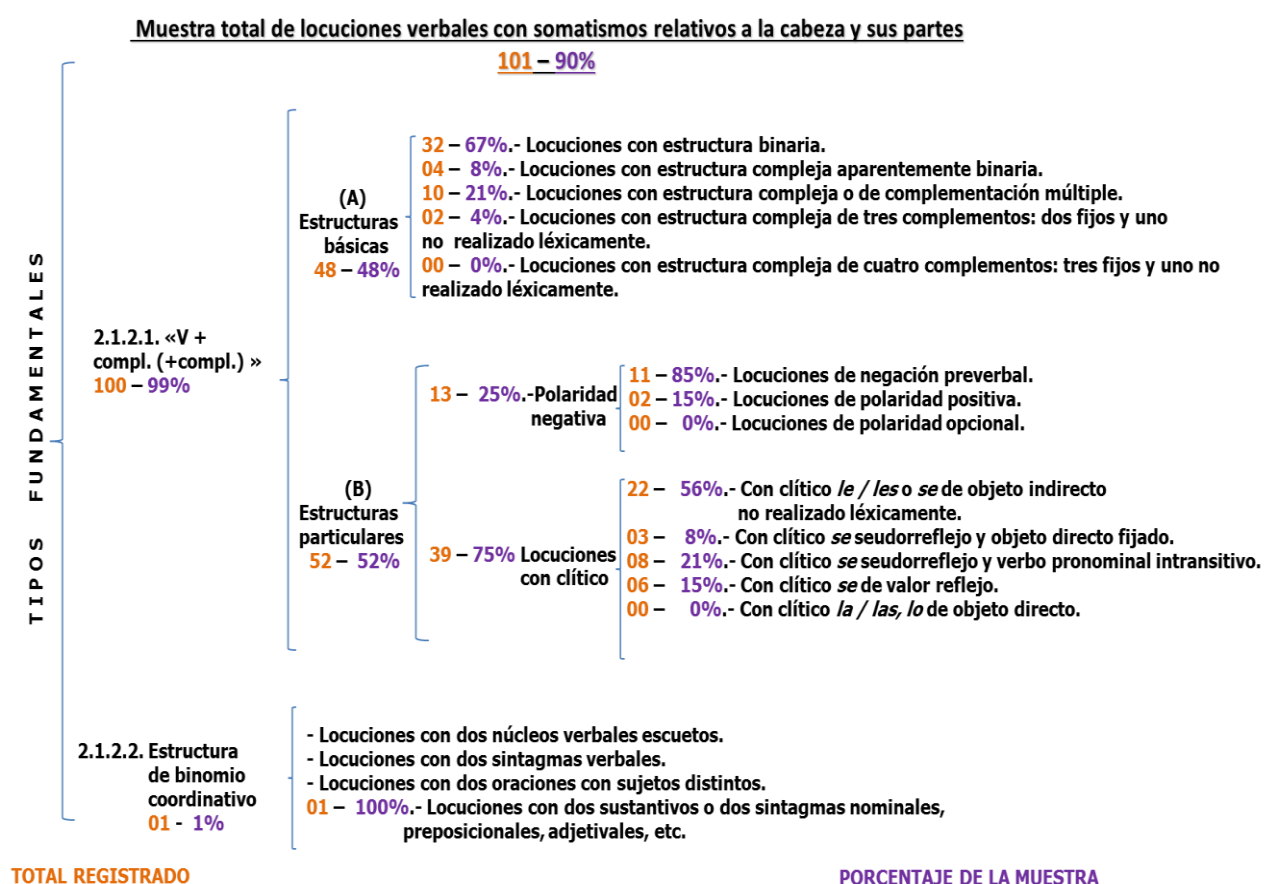 Muestra total de locuciones verbales con somatismos relativos a la cabeza y sus partes
101 – 90%
TIPOS FUNDAMENTALES
2.1.2.1. «V +
compl. (+compl.) »
100 – 99%
(A)
Estructuras
básicas
48 – 48%
32 – 67%.- Locuciones con estructura binaria.
04 – 8%.- Locuciones con estructura compleja aparentemente binaria.
10 – 21%.- Locuciones con estructura compleja o de complementación múltiple.
02 – 4%.- Locuciones con estructura compleja de tres complementos: dos fijos y uno
no realizado léxicamente.
00 – 0%.- Locuciones con estructura compleja de cuatro complementos: tres fijos y uno no
realizado léxicamente.
(B)
Estructuras
particulares
52 – 52%
13 – 25%.-Polaridad
negativa
11 – 85%.- Locuciones de negación preverbal.
02 – 15%.- Locuciones de polaridad positiva.
00 – 0%.- Locuciones de polaridad opcional.
39 – 75% Locuciones
con clítico
22 – 56%.- Con clítico le / les o se de objeto indirecto
no realizado léxicamente.
03 – 8%.- Con clítico se seudorreflejo y objeto directo fijado.
08 – 21%.- Con clítico se seudorreflejo y verbo pronominal intransitivo.
06 – 15%.- Con clítico se de valor reflejo.
00 – 0%.- Con clítico la / las, lo de objeto directo.
2.1.2.2. Estructura
de binomio
coordinativo
01 - 1%
- Locuciones con dos núcleos verbales escuetos.
- Locuciones con dos sintagmas verbales.
- Locuciones con dos oraciones con sujetos distintos.
01 – 100%.- Locuciones con dos sustantivos o dos sintagmas nominales,
preposicionales, adjetivales, etc.
TOTAL REGISTRADO
PORCENTAJE DE LA MUESTRA